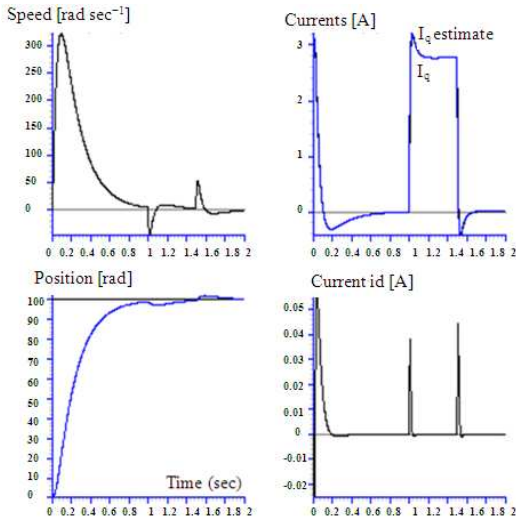 Speed [rad sec⁻¹]
300
250
200
150
100
50
0
0 0.2 0.4 0.6 0.8 1 1.2 1.4 1.6 1.8 2
Currents [A]
I_q estimate
I_q
3
2
1
0
0 0.2 0.4 0.6 0.8 1 1.2 1.4 1.6 1.8 2
Position [rad]
100
90
80
70
60
50
40
30
20
10
0
Time (sec)
0 0.2 0.4 0.6 0.8 1 1.2 1.4 1.6 1.8 2
Current id [A]
0.05
0.04
0.03
0.02
0.01
0
-0.01
-0.02
0 0.2 0.4 0.6 0.8 1 1.2 1.4 1.6 1.8 2